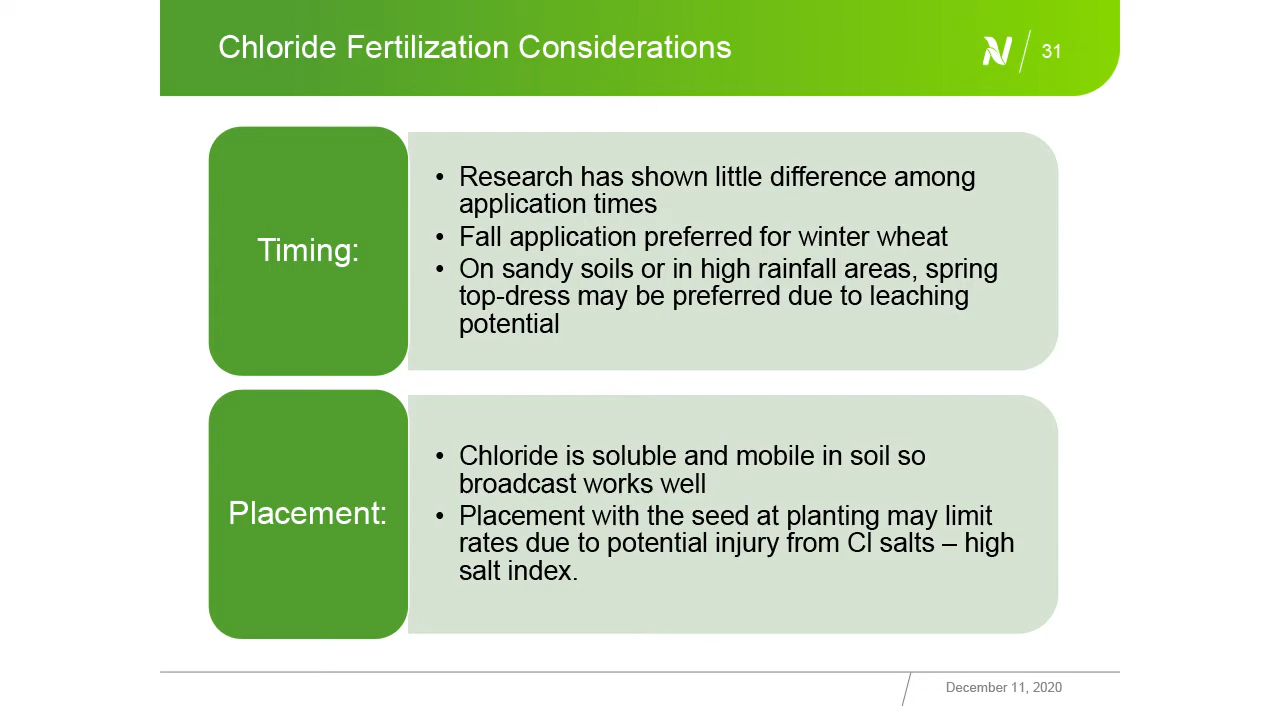 Chloride Fertilization Considerations
31
Timing:
• Research has shown little difference among
application times
• Fall application preferred for winter wheat
• On sandy soils or in high rainfall areas, spring
top-dress may be preferred due to leaching
potential
Placement:
• Chloride is soluble and mobile in soil so
broadcast works well
• Placement with the seed at planting may limit
rates due to potential injury from Cl salts – high
salt index.
December 11, 2020